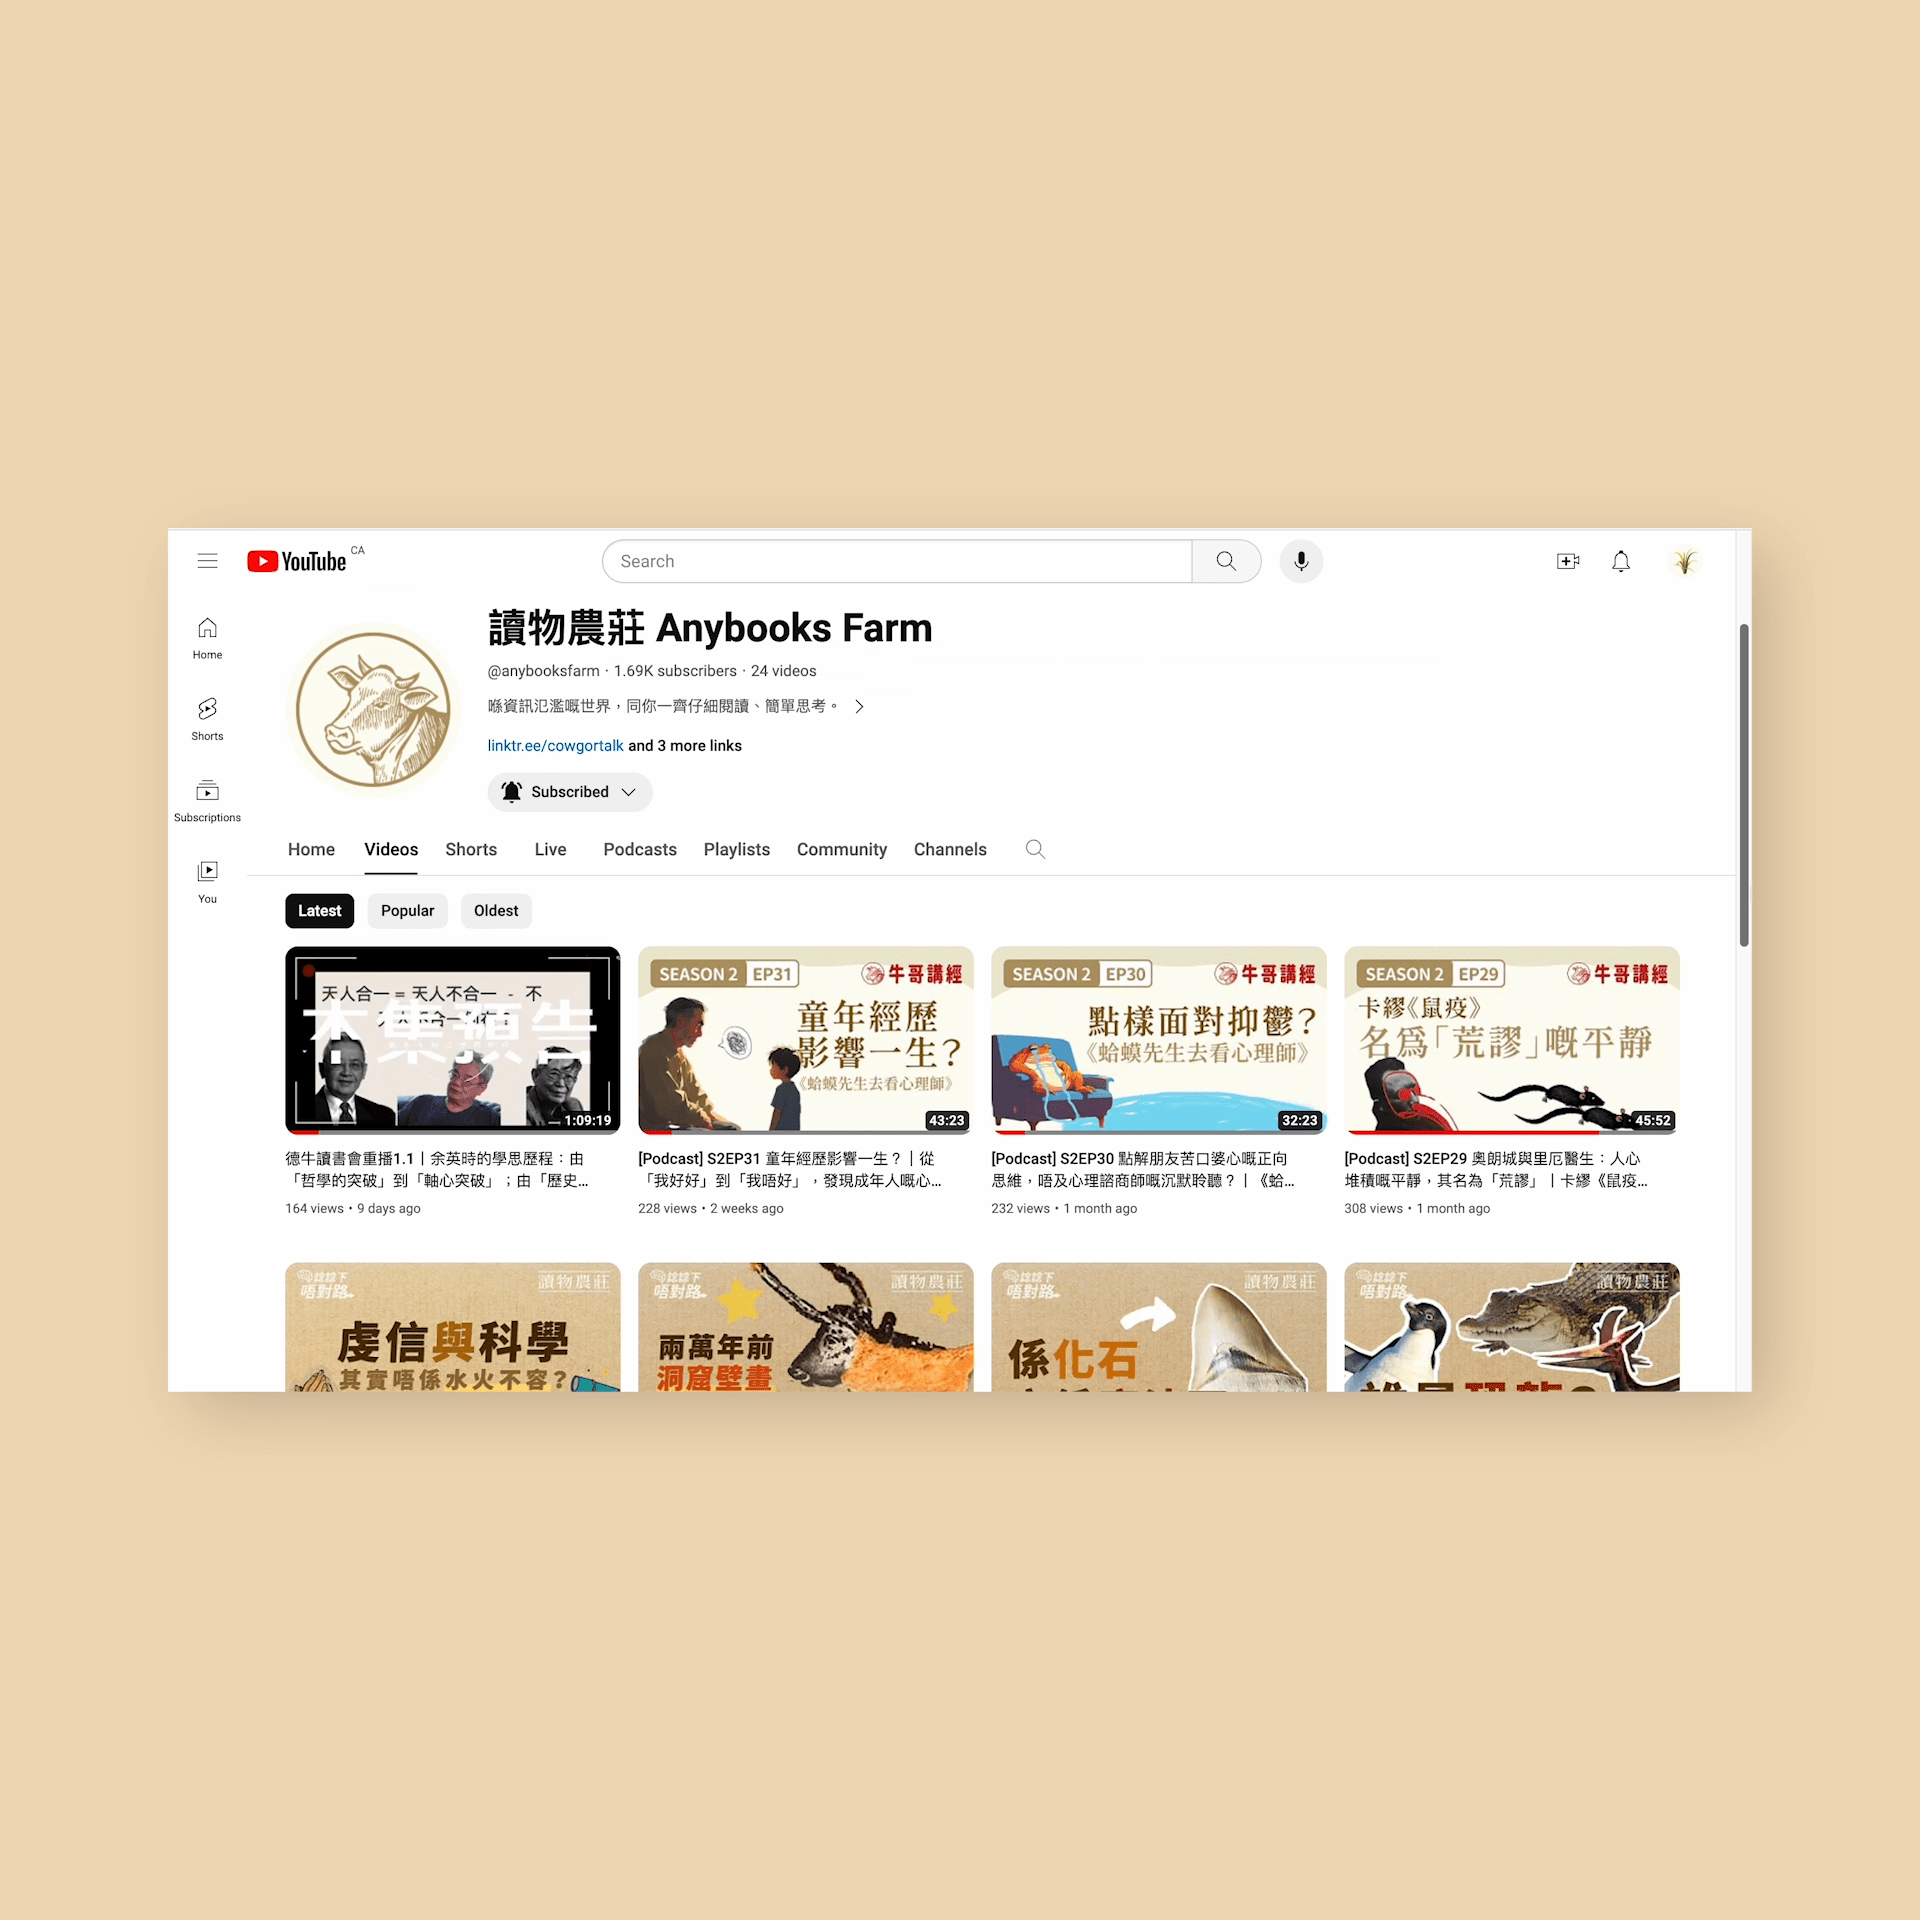 YouTube CA
Search
Home
Shorts
Subscriptions
You
讀物農莊 Anybooks Farm
@anybooksfarm · 1.69K subscribers · 24 videos
喺資訊氾濫嘅世界，同你一齊仔細閱讀、簡單思考。
linktr.ee/cowgortalk and 3 more links
Subscribed
Home Videos Shorts Live Podcasts Playlists Community Channels
Latest Popular Oldest
天人合一 = 天人不合一 - 不
本集預告
1:09:19
德牛讀書會重播1.1｜余英時的學思歷程：由
「哲學的突破」到「軸心突破」；由「歷史...
164 views • 9 days ago
SEASON 2 EP31
牛哥講經
童年經歷
影響一生？
《蛤蟆先生去看心理師》
43:23
[Podcast] S2EP31 童年經歷影響一生？｜從
「我好好」到「我唔好」，發現成年人嘅心...
228 views • 2 weeks ago
SEASON 2 EP30
牛哥講經
點樣面對抑鬱？
《蛤蟆先生去看心理師》
32:23
[Podcast] S2EP30 點解朋友苦口婆心嘅正向
思維，唔及心理諮商師嘅沉默聆聽？｜《蛤...
232 views • 1 month ago
SEASON 2 EP29
牛哥講經
卡繆《鼠疫》
名為「荒謬」嘅平靜
45:52
[Podcast] S2EP29 奧朗城與里厄醫生：人心
堆積嘅平靜，其名為「荒謬」｜卡繆《鼠疫...
308 views • 1 month ago
諗諗下
唔對路
讀物農莊
虔信與科學
其實唔係水火不容？
諗諗下
唔對路
讀物農莊
兩萬年前
洞窟壁畫
諗諗下
唔對路
讀物農莊
係化石
諗諗下
唔對路
讀物農莊